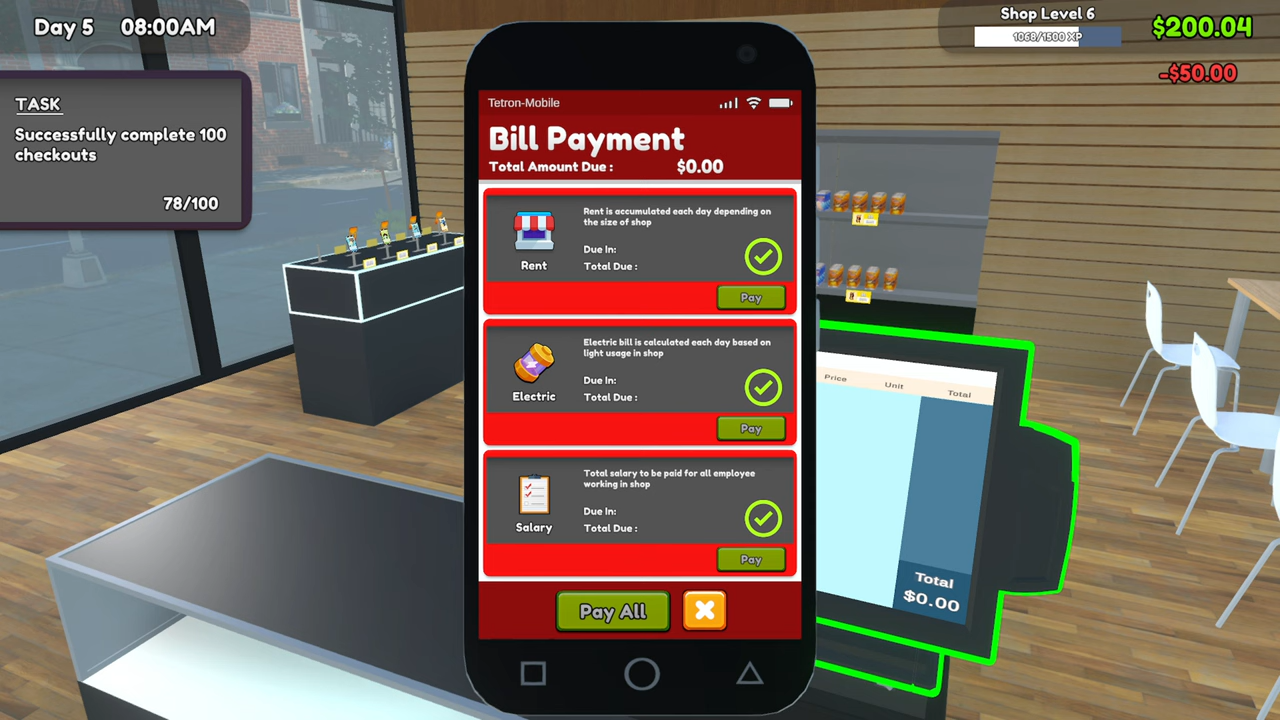 Day 5 08:00AM
Shop Level 6
1068/1500 XP
$200.04
-$50.00
TASK
Successfully complete 100
checkouts
78/100
Tetron-Mobile
Bill Payment
Total Amount Due : $0.00
Rent is accumulated each day depending on
the size of shop
Due In:
Total Due :
Rent
Pay
Electric bill is calculated each day based on
light usage in shop
Due In:
Total Due :
Electric
Pay
Total salary to be paid for all employee
working in shop
Due In:
Total Due :
Salary
Pay
Pay All
Price Unit Total
Total
$0.00